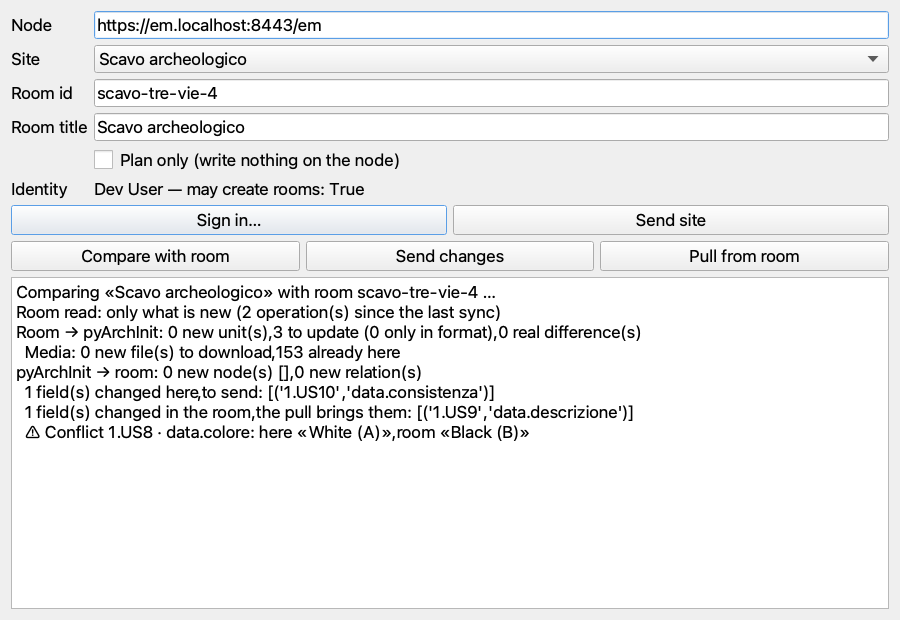 Node https://em.localhost:8443/em
Site Scavo archeologico
Room id scavo-tre-vie-4
Room title Scavo archeologico
Plan only (write nothing on the node)
Identity Dev User — may create rooms: True
Sign in... Send site
Compare with room Send changes Pull from room
Comparing «Scavo archeologico» with room scavo-tre-vie-4 ...
Room read: only what is new (2 operation(s) since the last sync)
Room → pyArchInit: 0 new unit(s),3 to update (0 only in format),0 real difference(s)
Media: 0 new file(s) to download,153 already here
pyArchInit → room: 0 new node(s) [],0 new relation(s)
1 field(s) changed here,to send: [('1.US10','data.consistenza')]
1 field(s) changed in the room,the pull brings them: [('1.US9','data.descrizione')]
⚠ Conflict 1.US8 · data.colore: here «White (A)»,room «Black (B)»